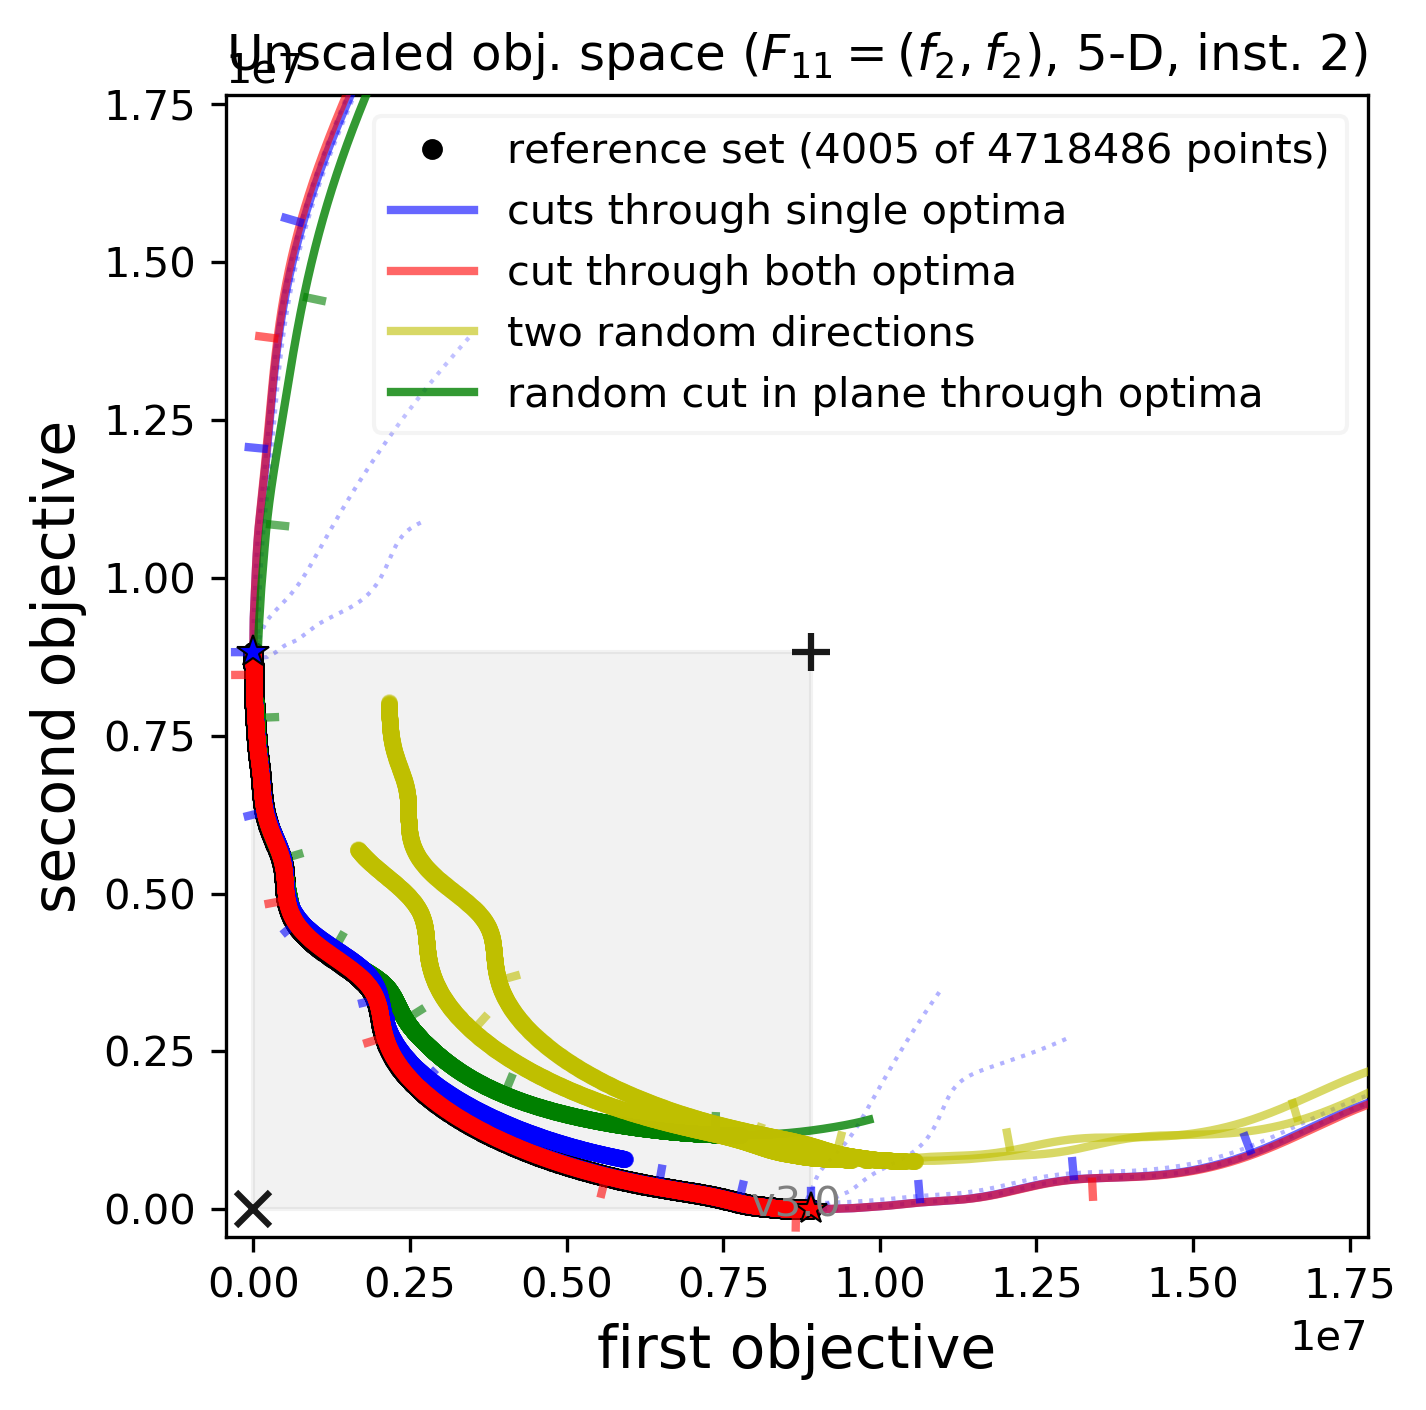 Unscaled obj. space ($F_{11} = (f_2, f_2)$, 5-D, inst. 2)
1e7
reference set (4005 of 4718486 points)
cuts through single optima
cut through both optima
two random directions
random cut in plane through optima
1.75
1.50
1.25
1.00
0.75
0.50
0.25
0.00
second objective
v3.0
0.00 0.25 0.50 0.75 1.00 1.25 1.50 1.75
1e7
first objective